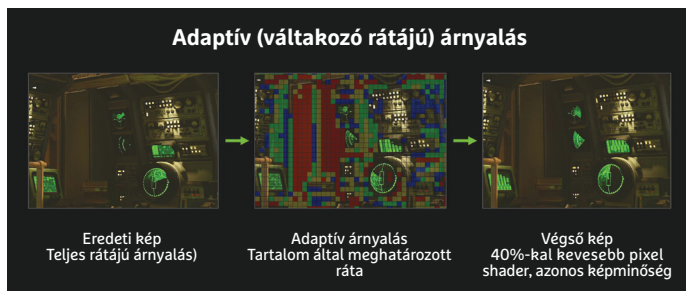 Adaptív (váltakozó rátájú) árnyalás
Eredeti kép
Teljes rátájú árnyalás)
Adaptív árnyalás
Tartalom által meghatározott
ráta
Végső kép
40%-kal kevesebb pixel
shader, azonos képminőség